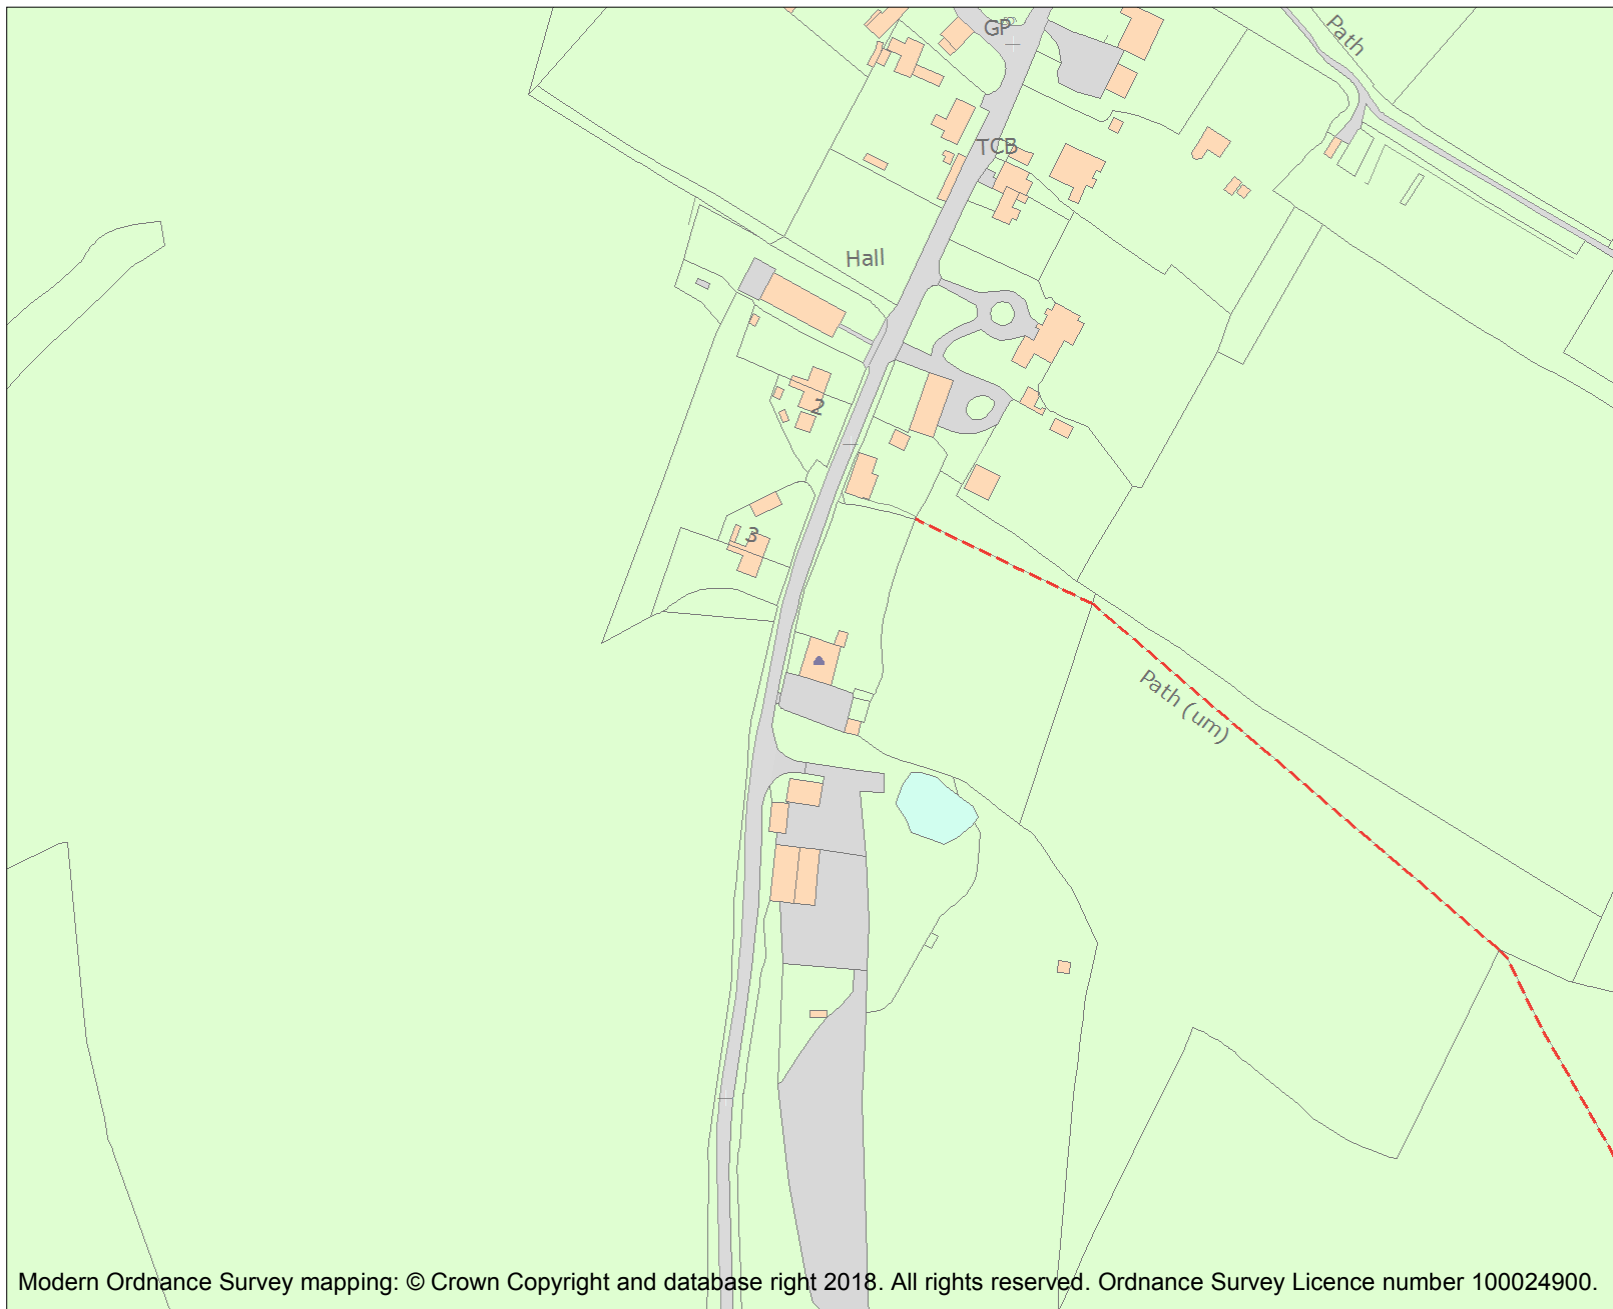 GP
Path
TCB
Hall
2
3
Path (um)
Modern Ordnance Survey mapping: © Crown Copyright and database right 2018. All rights reserved. Ordnance Survey Licence number 100024900.